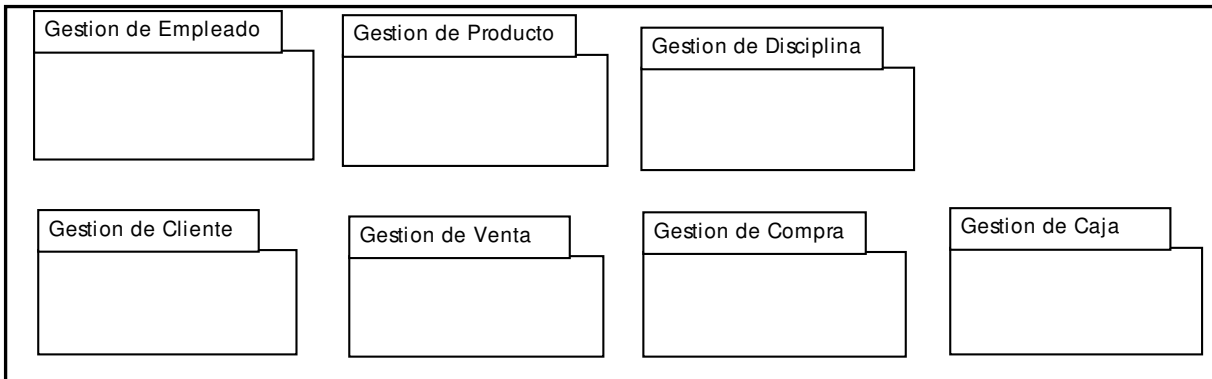 Gestion de Empleado
Gestion de Producto
Gestion de Disciplina
Gestion de Cliente
Gestion de Venta
Gestion de Compra
Gestion de Caja